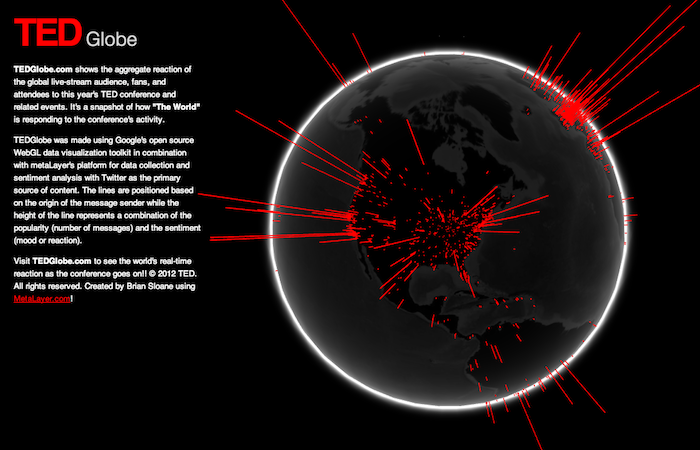 TED Globe
TEDGlobe.com shows the aggregate reaction of
the global live-stream audience, fans, and
attendees to this year's TED conference and
related events. It's a snapshot of how "The World"
is responding to the conference's activity.
TEDGlobe was made using Google's open source
WebGL data visualization toolkit in combination
with metaLayer's platform for data collection and
sentiment analysis with Twitter as the primary
source of content. The lines are positioned based
on the origin of the message sender while the
height of the line represents a combination of the
popularity (number of messages) and the sentiment
(mood or reaction).
Visit TEDGlobe.com to see the world's real-time
reaction as the conference goes on!! © 2012 TED.
All rights reserved. Created by Brian Sloane using
MetaLayer.com!